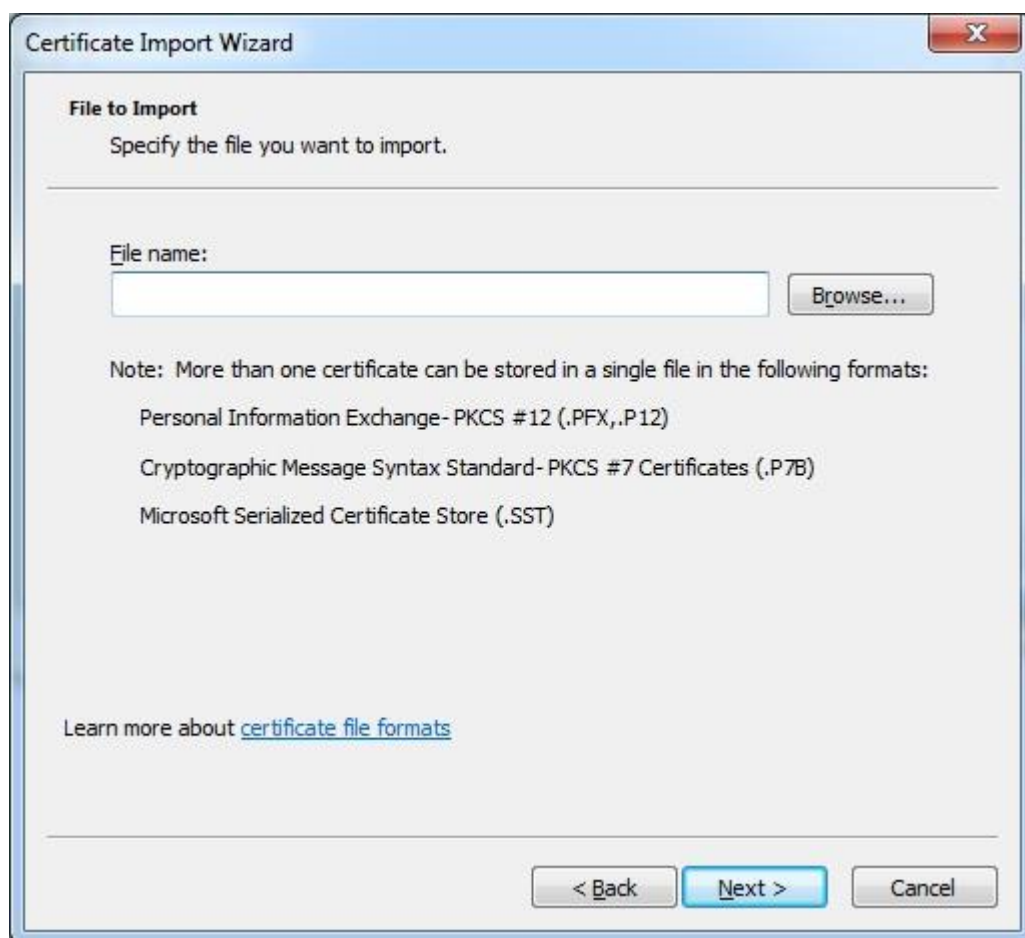 Certificate Import Wizard
File to Import
Specify the file you want to import.
File name:
Browse...
Note:  More than one certificate can be stored in a single file in the following formats:
Personal Information Exchange- PKCS #12 (.PFX,.P12)
Cryptographic Message Syntax Standard- PKCS #7 Certificates (.P7B)
Microsoft Serialized Certificate Store (.SST)
Learn more about certificate file formats
< Back
Next >
Cancel